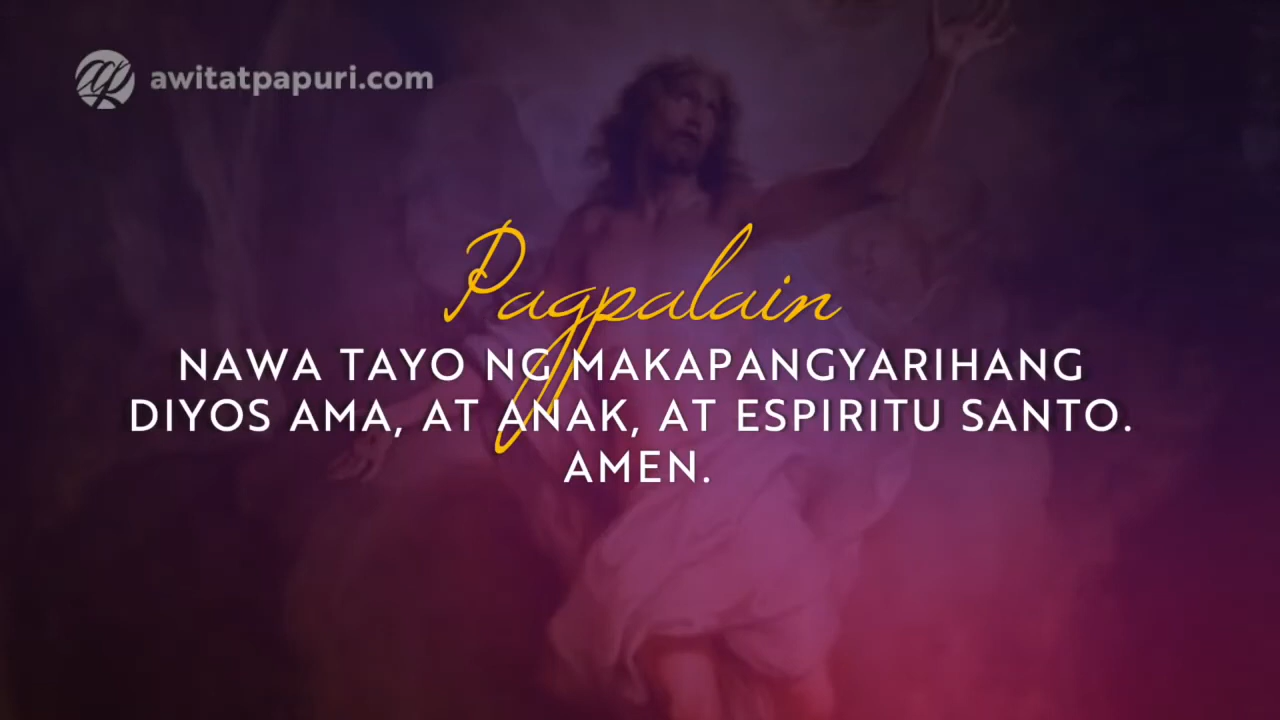 awitatpapuri.com
Pagpalain
NAWA TAYO NG MAKAPANGYARIHANG
DIYOS AMA, AT ANAK, AT ESPIRITU SANTO.
AMEN.